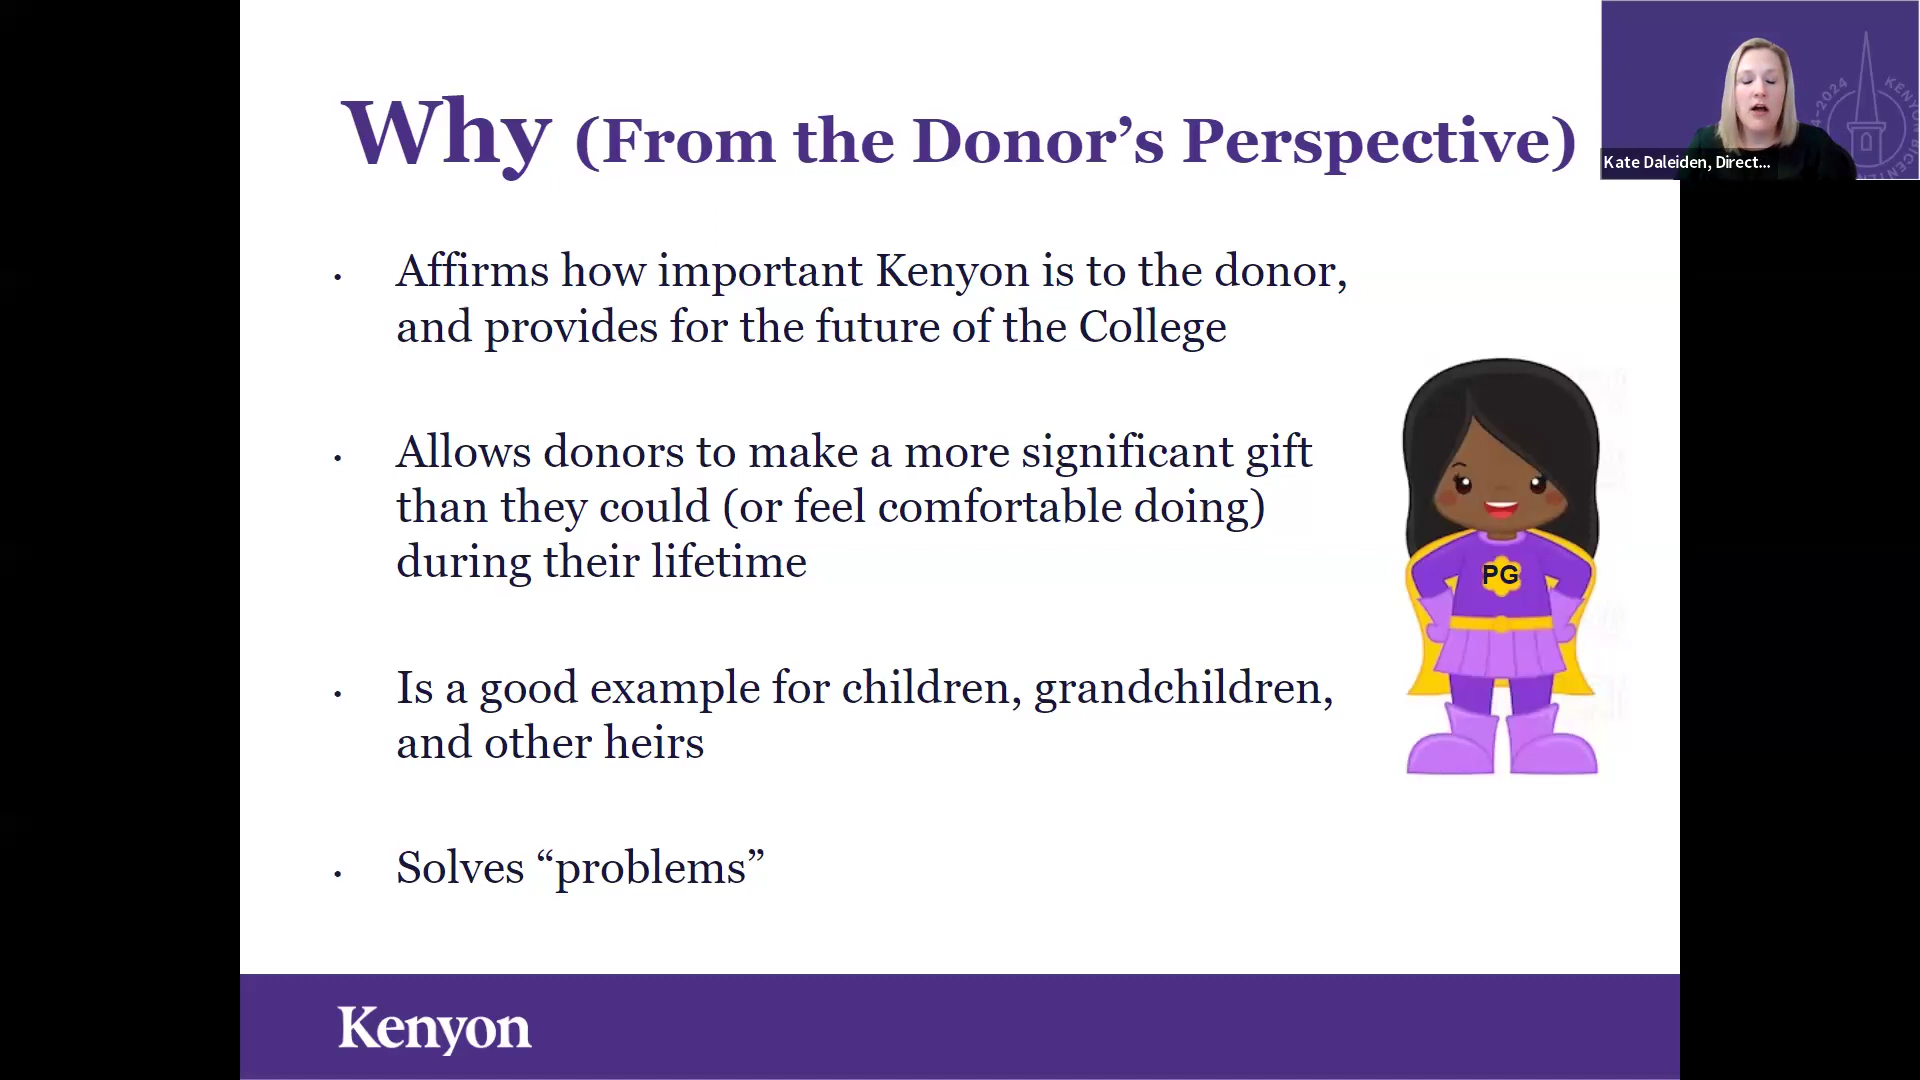 Why (From the Donor’s Perspective)
Kate Daleiden, Direct...
• Affirms how important Kenyon is to the donor,
and provides for the future of the College
• Allows donors to make a more significant gift
than they could (or feel comfortable doing)
during their lifetime
• Is a good example for children, grandchildren,
and other heirs
• Solves “problems”
PG
Kenyon